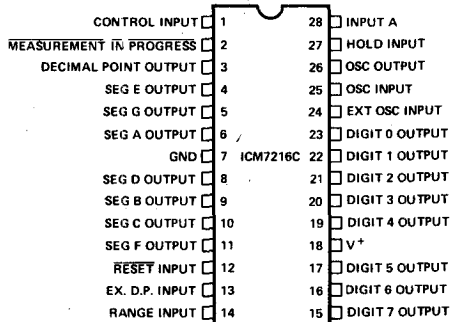 CONTROL INPUT 1 28 INPUT A
MEASUREMENT IN PROGRESS 2 27 HOLD INPUT
DECIMAL POINT OUTPUT 3 26 OSC OUTPUT
SEG E OUTPUT 4 25 OSC INPUT
SEG G OUTPUT 5 24 EXT OSC INPUT
SEG A OUTPUT 6 23 DIGIT 0 OUTPUT
GND 7 ICM7216C 22 DIGIT 1 OUTPUT
SEG D OUTPUT 8 21 DIGIT 2 OUTPUT
SEG B OUTPUT 9 20 DIGIT 3 OUTPUT
SEG C OUTPUT 10 19 DIGIT 4 OUTPUT
SEG F OUTPUT 11 18 V+
RESET INPUT 12 17 DIGIT 5 OUTPUT
EX. D.P. INPUT 13 16 DIGIT 6 OUTPUT
RANGE INPUT 14 15 DIGIT 7 OUTPUT